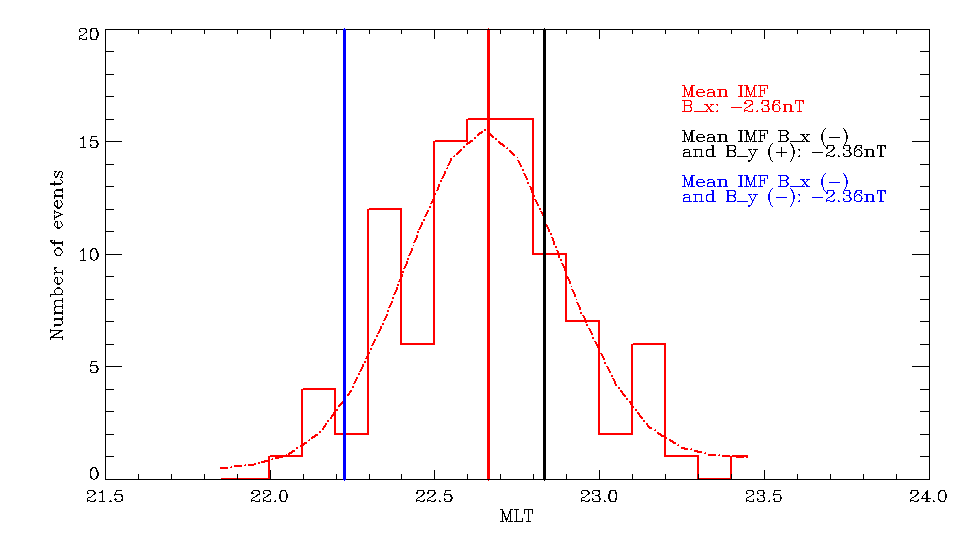 20
15
10
5
0
Number of events
21.5 22.0 22.5 23.0 23.5 24.0
MLT
Mean IMF
B_x: −2.36nT
Mean IMF B_x (−)
and B_y (+): −2.36nT
Mean IMF B_x (−)
and B_y (−): −2.36nT